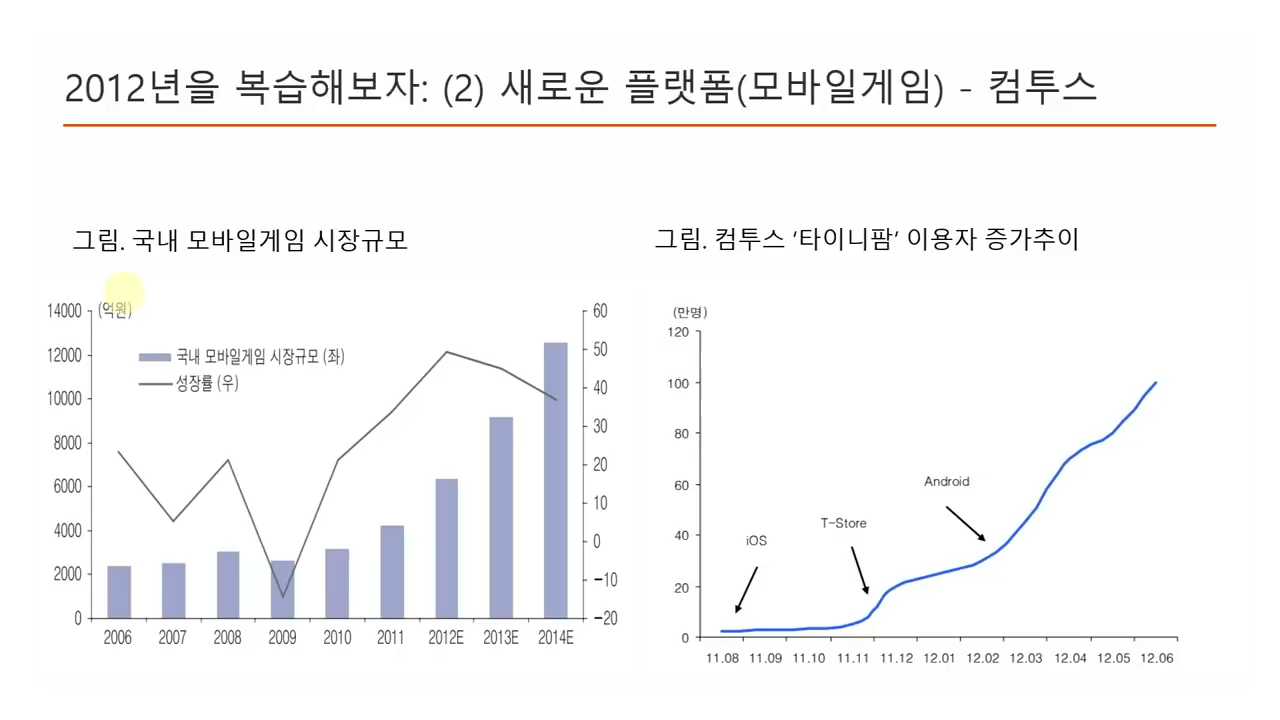 2012년을 복습해보자: (2) 새로운 플랫폼(모바일게임) - 컴투스
그림. 국내 모바일게임 시장규모
(억원)
14000
12000
10000
8000
6000
4000
2000
0
60
50
40
30
20
10
0
−10
−20
국내 모바일게임 시장규모 (좌)
성장률 (우)
2006 2007 2008 2009 2010 2011 2012E 2013E 2014E
그림. 컴투스 ‘타이니팜‘ 이용자 증가추이
(만명)
120
100
80
60
40
20
0
Android
T-Store
iOS
11.08 11.09 11.10 11.11 11.12 12.01 12.02 12.03 12.04 12.05 12.06